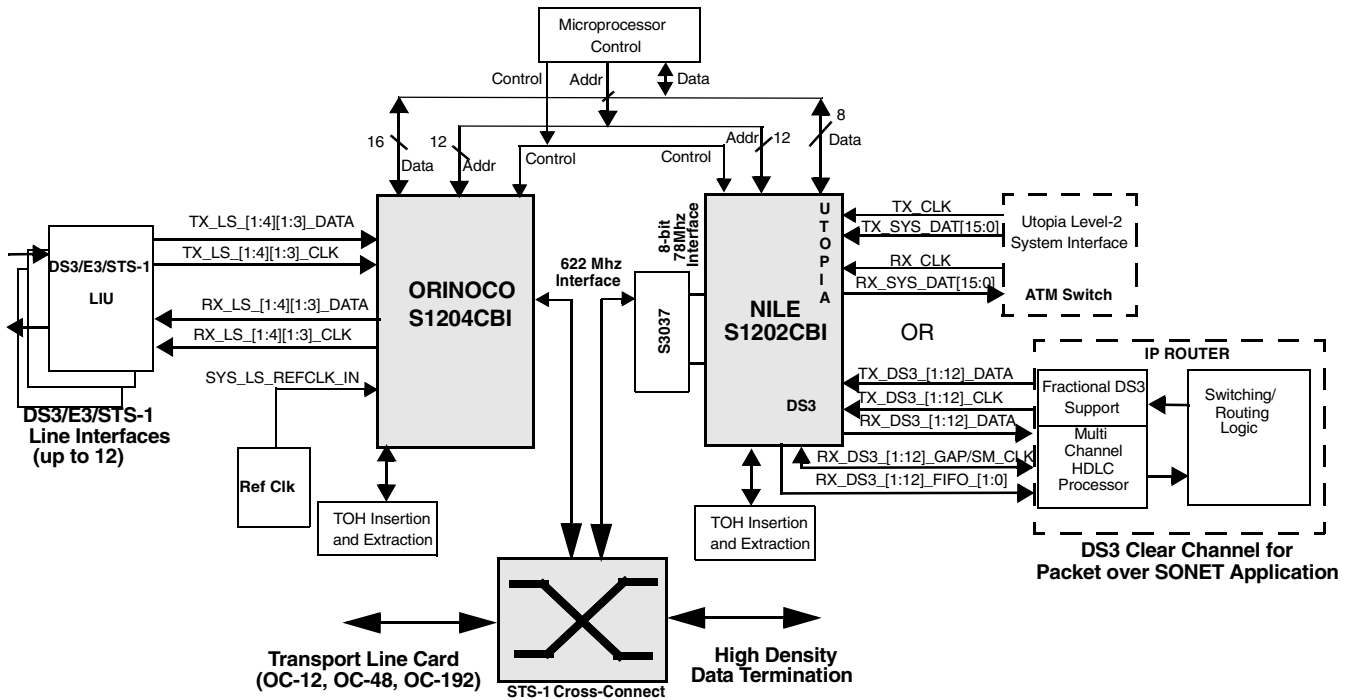 Microprocessor
Control
Control
Addr
Data
16
Data
12
Addr
Control
Control
Addr
12
8
Data
TX_LS_[1:4][1:3]_DATA
TX_LS_[1:4][1:3]_CLK
RX_LS_[1:4][1:3]_DATA
RX_LS_[1:4][1:3]_CLK
SYS_LS_REFCLK_IN
DS3/E3/STS-1
LIU
DS3/E3/STS-1
Line Interfaces
(up to 12)
Ref Clk
ORINOCO
S1204CBI
TOH Insertion
and Extraction
622 Mhz
Interface
S3037
8-bit
78Mhz
Interface
UTOPIA
NILE
S1202CBI
DS3
TOH Insertion
and Extraction
TX_CLK
TX_SYS_DAT[15:0]
RX_CLK
RX_SYS_DAT[15:0]
Utopia Level-2
System Interface
ATM Switch
OR
IP ROUTER
TX_DS3_[1:12]_DATA
TX_DS3_[1:12]_CLK
RX_DS3_[1:12]_DATA
RX_DS3_[1:12]_GAP/SM_CLK
RX_DS3_[1:12]_FIFO_[1:0]
Fractional DS3
Support
Multi
Channel
HDLC
Processor
Switching/
Routing
Logic
DS3 Clear Channel for
Packet over SONET Application
Transport Line Card
(OC-12, OC-48, OC-192)
STS-1 Cross-Connect
High Density
Data Termination